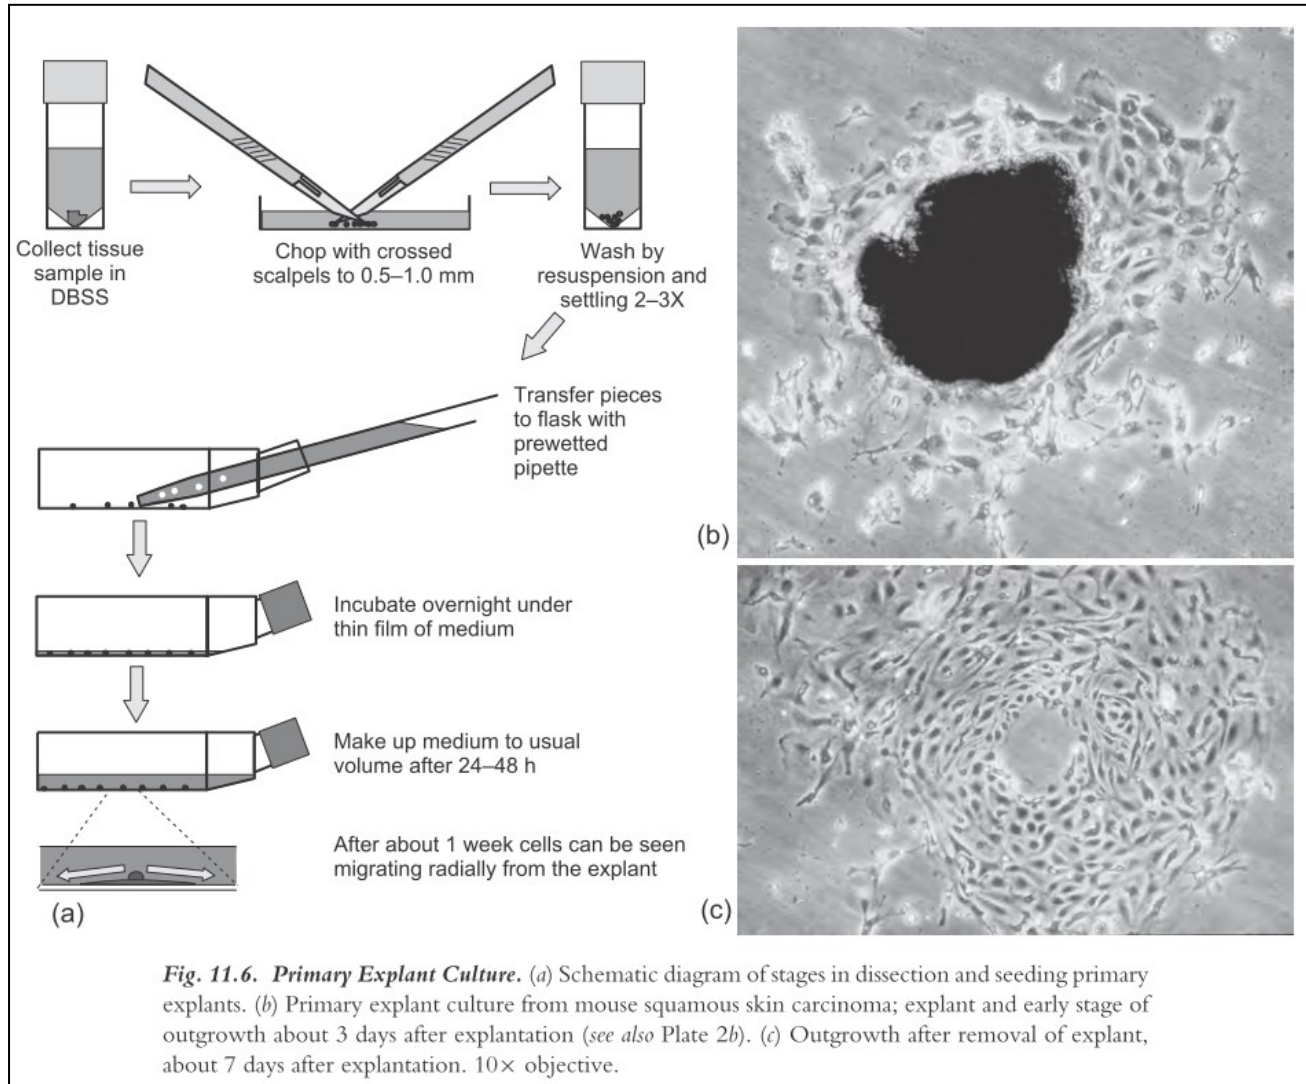 Collect tissue
sample in
DBSS
Chop with crossed
scalpels to 0.5–1.0 mm
Wash by
resuspension and
settling 2–3X
Transfer pieces
to flask with
prewetted
pipette
Incubate overnight under
thin film of medium
Make up medium to usual
volume after 24–48 h
After about 1 week cells can be seen
migrating radially from the explant
(a)
(b)
(c)
Fig. 11.6. Primary Explant Culture. (a) Schematic diagram of stages in dissection and seeding primary
explants. (b) Primary explant culture from mouse squamous skin carcinoma; explant and early stage of
outgrowth about 3 days after explantation (see also Plate 2b). (c) Outgrowth after removal of explant,
about 7 days after explantation. 10× objective.